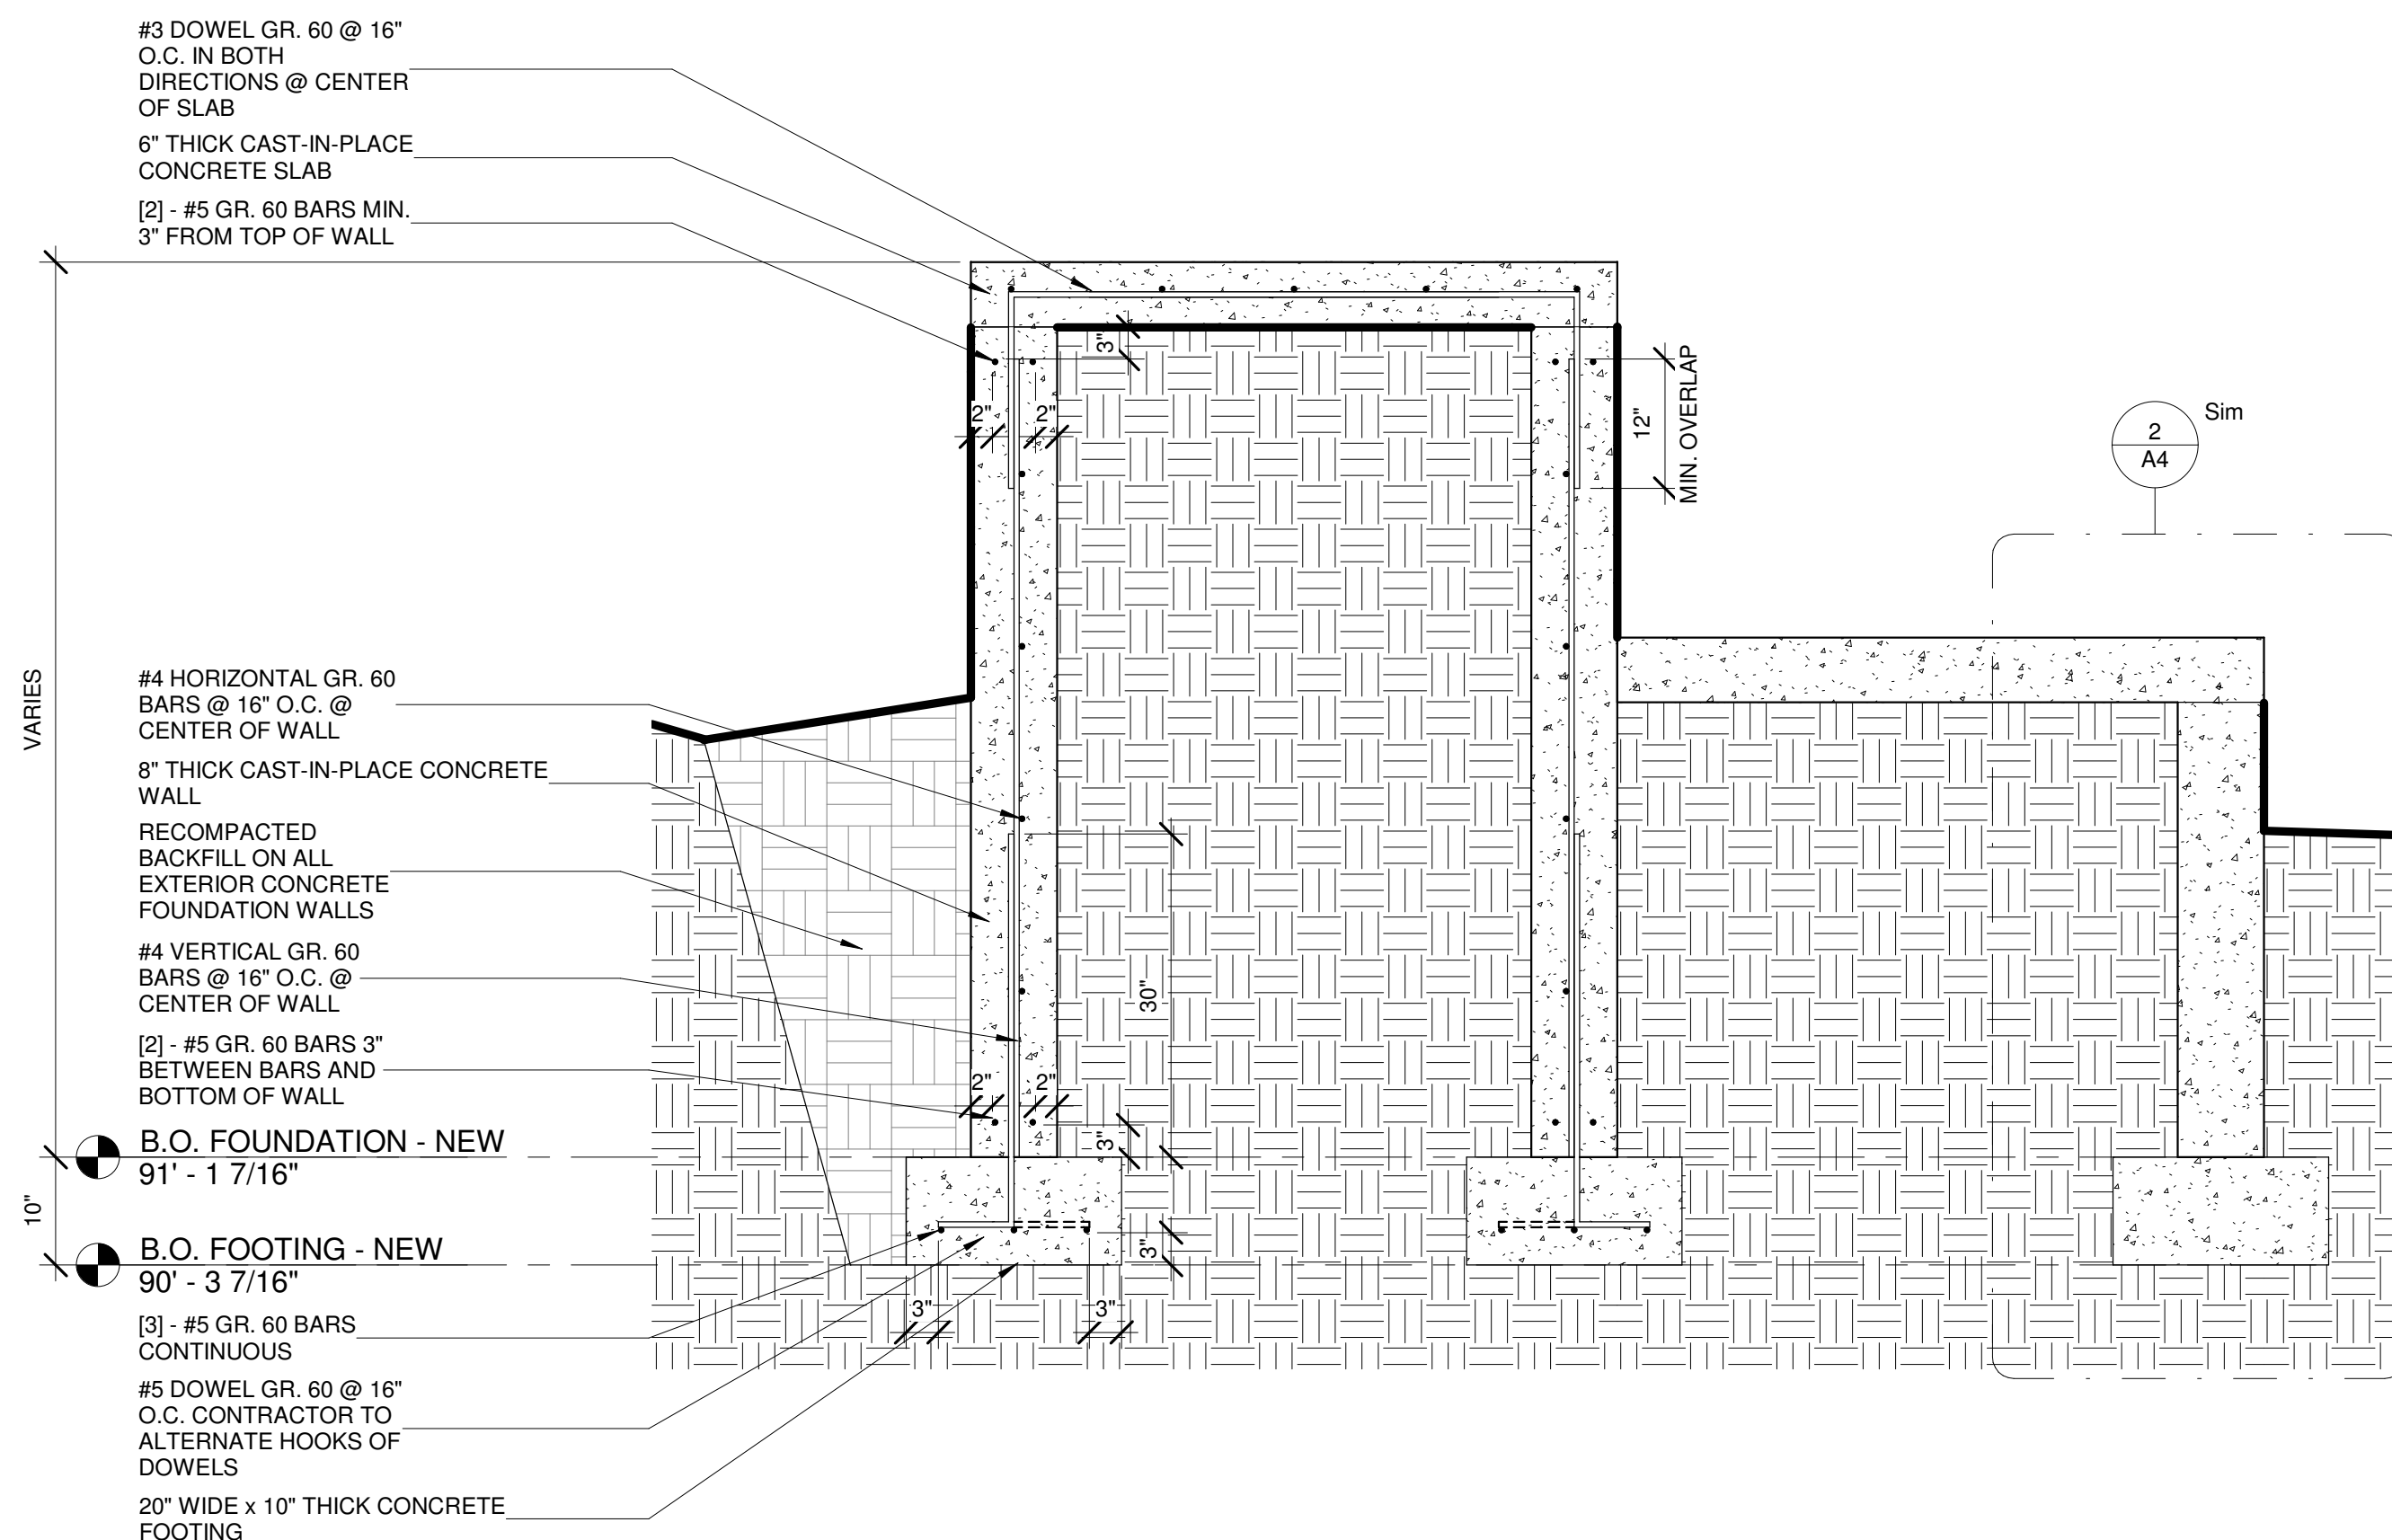 #3 DOWEL GR. 60 @ 16"
O.C. IN BOTH
DIRECTIONS @ CENTER
OF SLAB
6" THICK CAST-IN-PLACE
CONCRETE SLAB
[2] - #5 GR. 60 BARS MIN.
3" FROM TOP OF WALL
3"
2"
2"
12"
MIN. OVERLAP
2
A4
Sim
VARIES
#4 HORIZONTAL GR. 60
BARS @ 16" O.C. @
CENTER OF WALL
8" THICK CAST-IN-PLACE CONCRETE
WALL
RECOMPACTED
BACKFILL ON ALL
EXTERIOR CONCRETE
FOUNDATION WALLS
#4 VERTICAL GR. 60
BARS @ 16" O.C. @
CENTER OF WALL
30"
[2] - #5 GR. 60 BARS 3"
BETWEEN BARS AND
BOTTOM OF WALL
2"
2"
3"
B.O. FOUNDATION - NEW
91' - 1 7/16"
10"
B.O. FOOTING - NEW
90' - 3 7/16"
3"
3"
3"
[3] - #5 GR. 60 BARS
CONTINUOUS
#5 DOWEL GR. 60 @ 16"
O.C. CONTRACTOR TO
ALTERNATE HOOKS OF
DOWELS
20" WIDE x 10" THICK CONCRETE
FOOTING